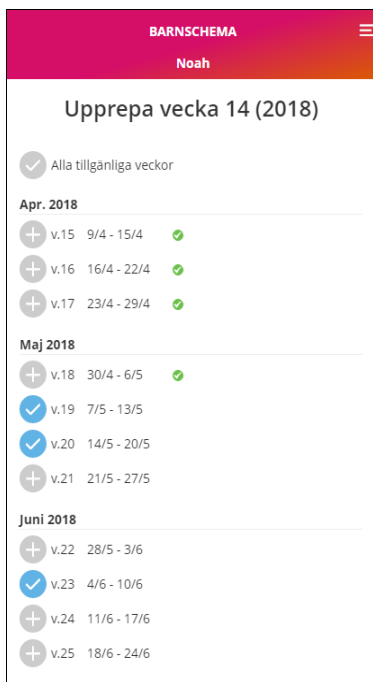 BARNSCHEMA
Noah
Upprepa vecka 14 (2018)
Alla tillgänliga veckor
Apr. 2018
v.15 9/4 - 15/4
v.16 16/4 - 22/4
v.17 23/4 - 29/4
Maj 2018
v.18 30/4 - 6/5
v.19 7/5 - 13/5
v.20 14/5 - 20/5
v.21 21/5 - 27/5
Juni 2018
v.22 28/5 - 3/6
v.23 4/6 - 10/6
v.24 11/6 - 17/6
v.25 18/6 - 24/6